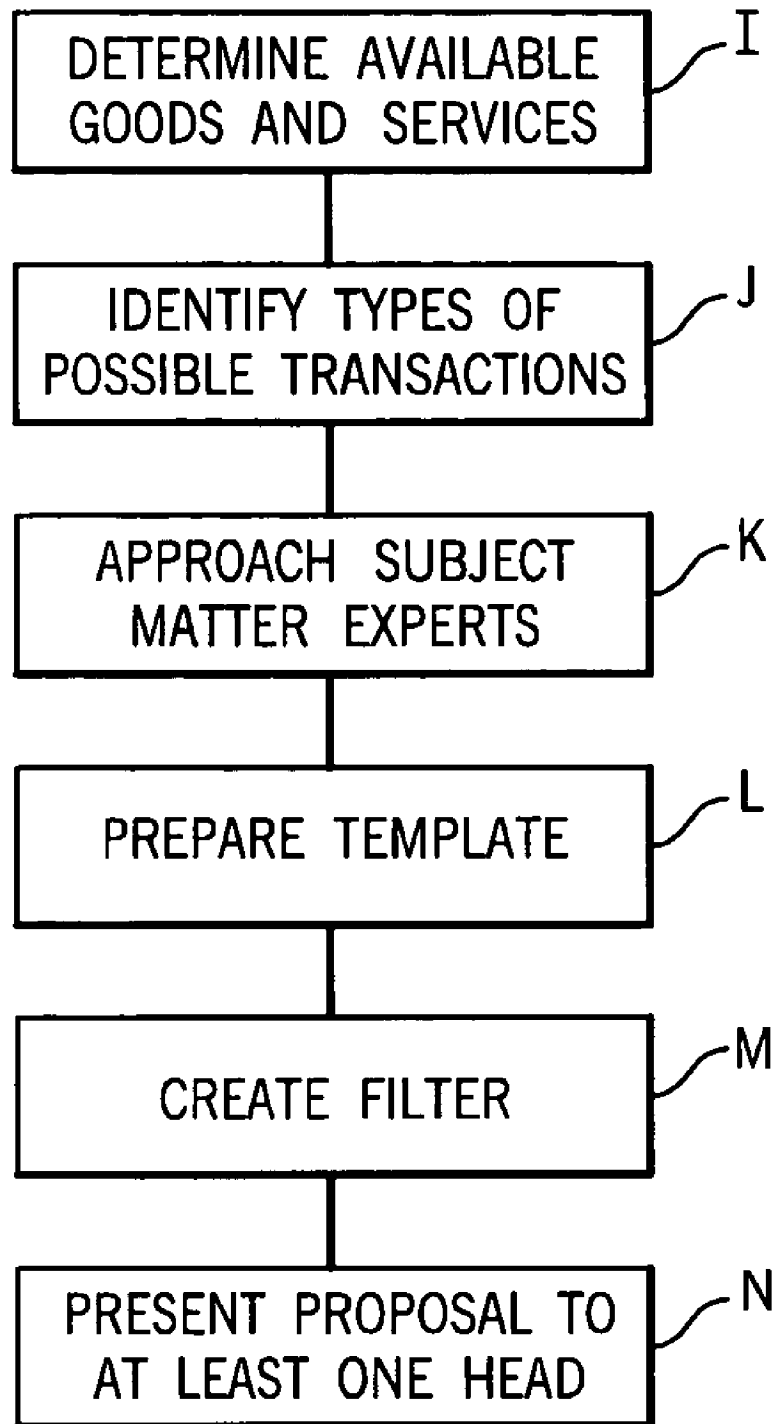 DETERMINE AVAILABLE
GOODS AND SERVICES
I
IDENTIFY TYPES OF
POSSIBLE TRANSACTIONS
J
APPROACH SUBJECT
MATTER EXPERTS
K
PREPARE TEMPLATE
L
CREATE FILTER
M
PRESENT PROPOSAL TO
AT LEAST ONE HEAD
N